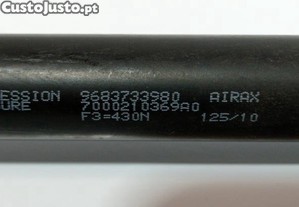 CustoJusto.pt
ESSION 9683733980 AIRAX
URE 7000210369A0
F3=430N 125/10